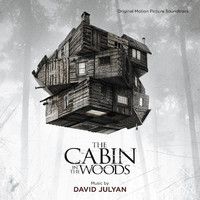 Original Motion Picture Soundtrack
THE
CABIN
IN THE
WOODS
Music by
DAVID JULYAN